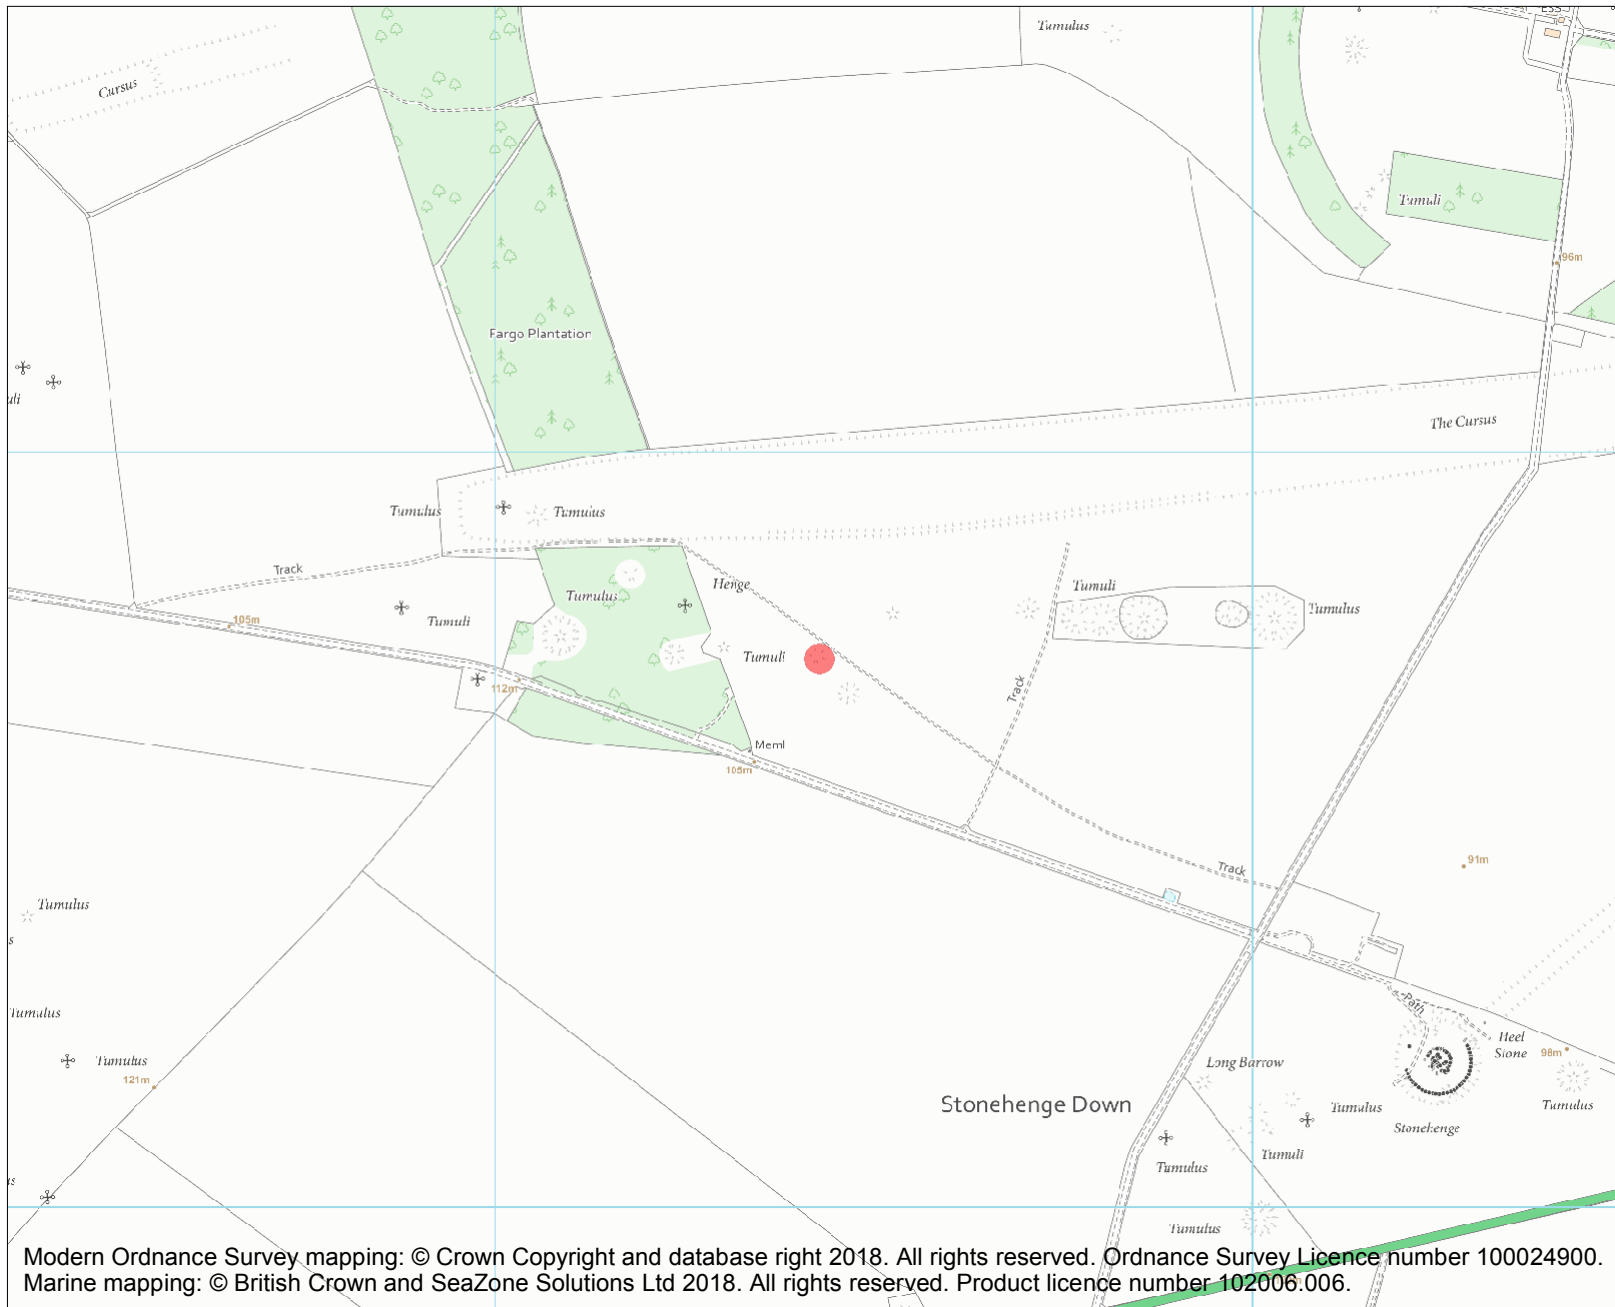 Tumulus
Cursus
Tumuli
96m
Fargo Plantation
uli
The Cursus
Tumulus
Tumulus
Track
Henge
Tumuli
Tumulus
Tumulus
105m
Tumuli
Tumuli
Track
112m
Meml
105m
91m
Track
Tumulus
s
Tumulus
Path
Heel
Stone
98m
Tumulus
121m
Long Barrow
Stonehenge Down
Tumulus
Tumulus
Stonehenge
Tumuli
Tumulus
us
Tumulus
Modern Ordnance Survey mapping: © Crown Copyright and database right 2018. All rights reserved. Ordnance Survey Licence number 100024900.
Marine mapping: © British Crown and SeaZone Solutions Ltd 2018. All rights reserved. Product licence number 102006.006.